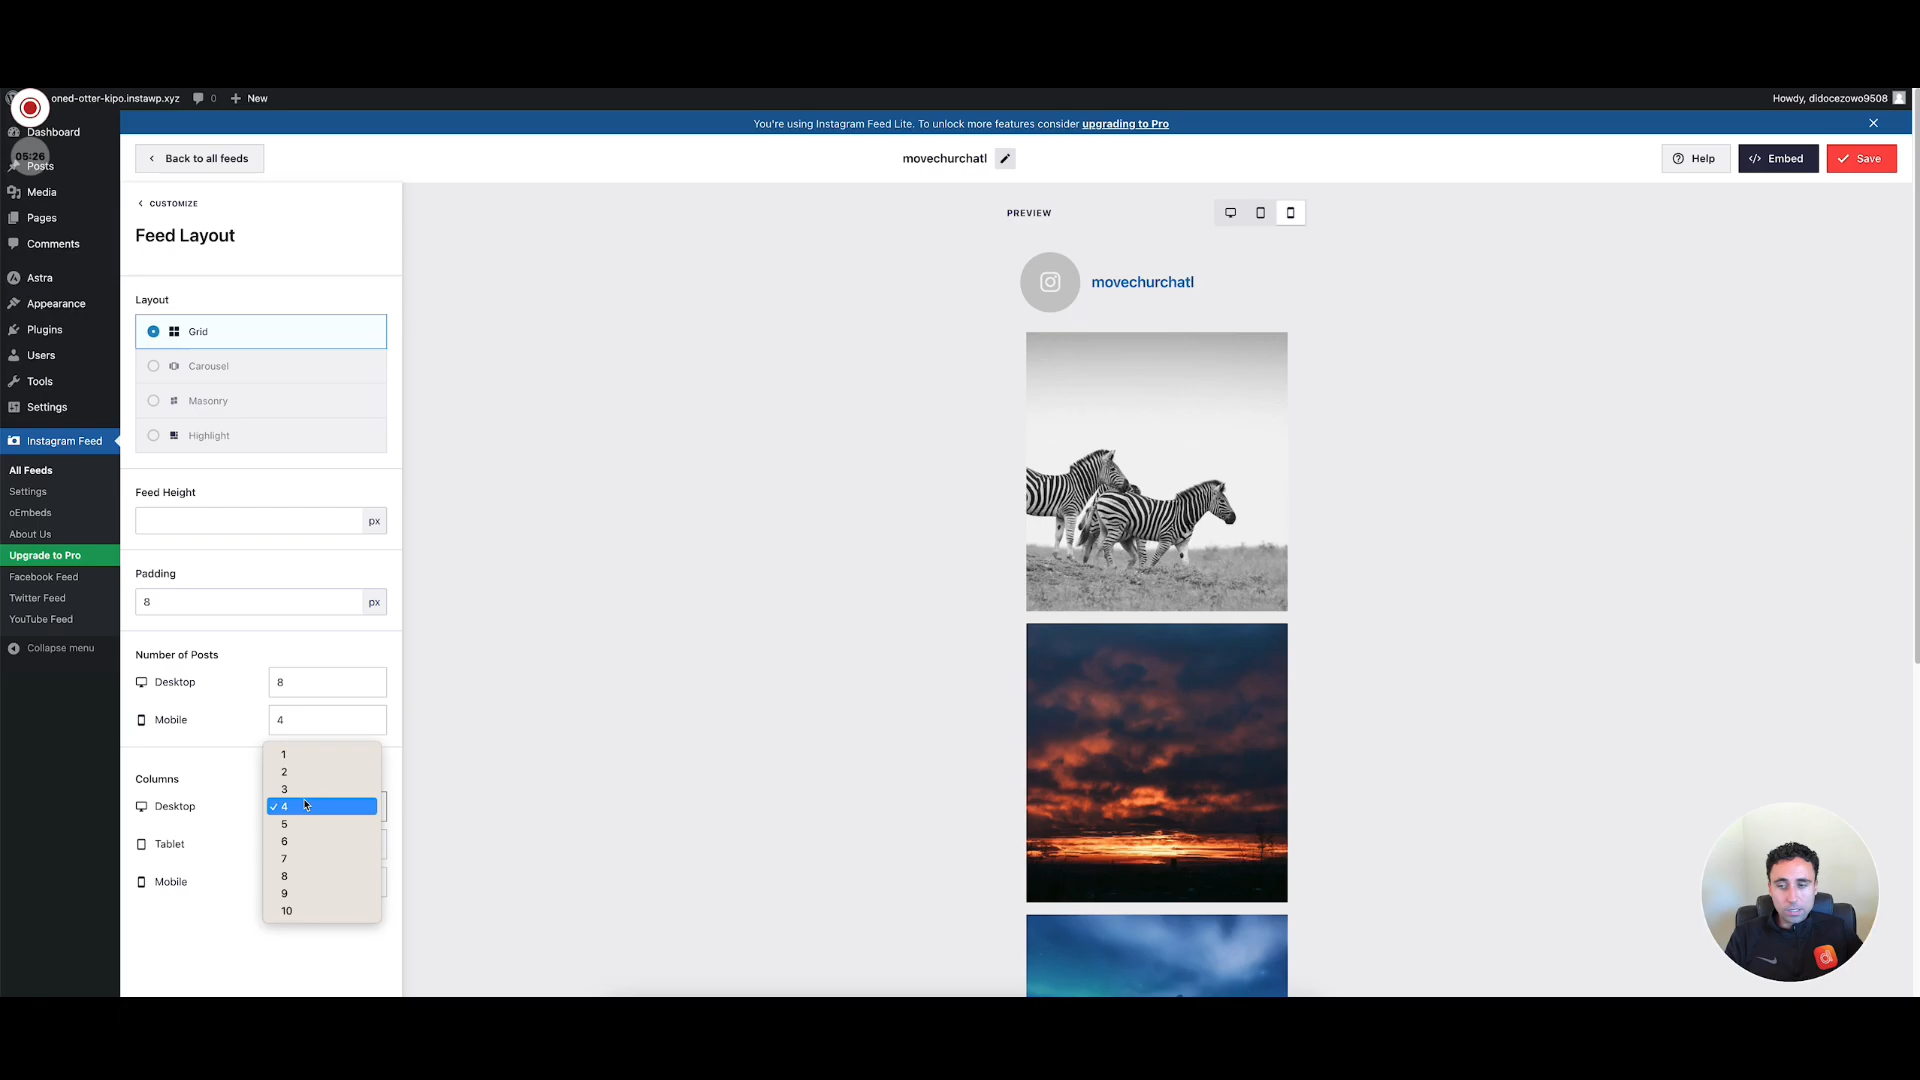 oned-otter-kipo.instawp.xyz 0 New
Howdy, didocezowo9508
You're using Instagram Feed Lite. To unlock more features consider upgrading to Pro
05:26
Dashboard
Posts
Media
Pages
Comments
Astra
Appearance
Plugins
Users
Tools
Settings
Instagram Feed
All Feeds
Settings
oEmbeds
About Us
Upgrade to Pro
Facebook Feed
Twitter Feed
YouTube Feed
Collapse menu
Back to all feeds
movechurchatl
Help
Embed
Save
CUSTOMIZE
Feed Layout
Layout
Grid
Carousel
Masonry
Highlight
Feed Height
px
Padding
8 px
Number of Posts
Desktop 8
Mobile 4
Columns
Desktop
Tablet
Mobile
1
2
3
4
5
6
7
8
9
10
PREVIEW
movechurchatl